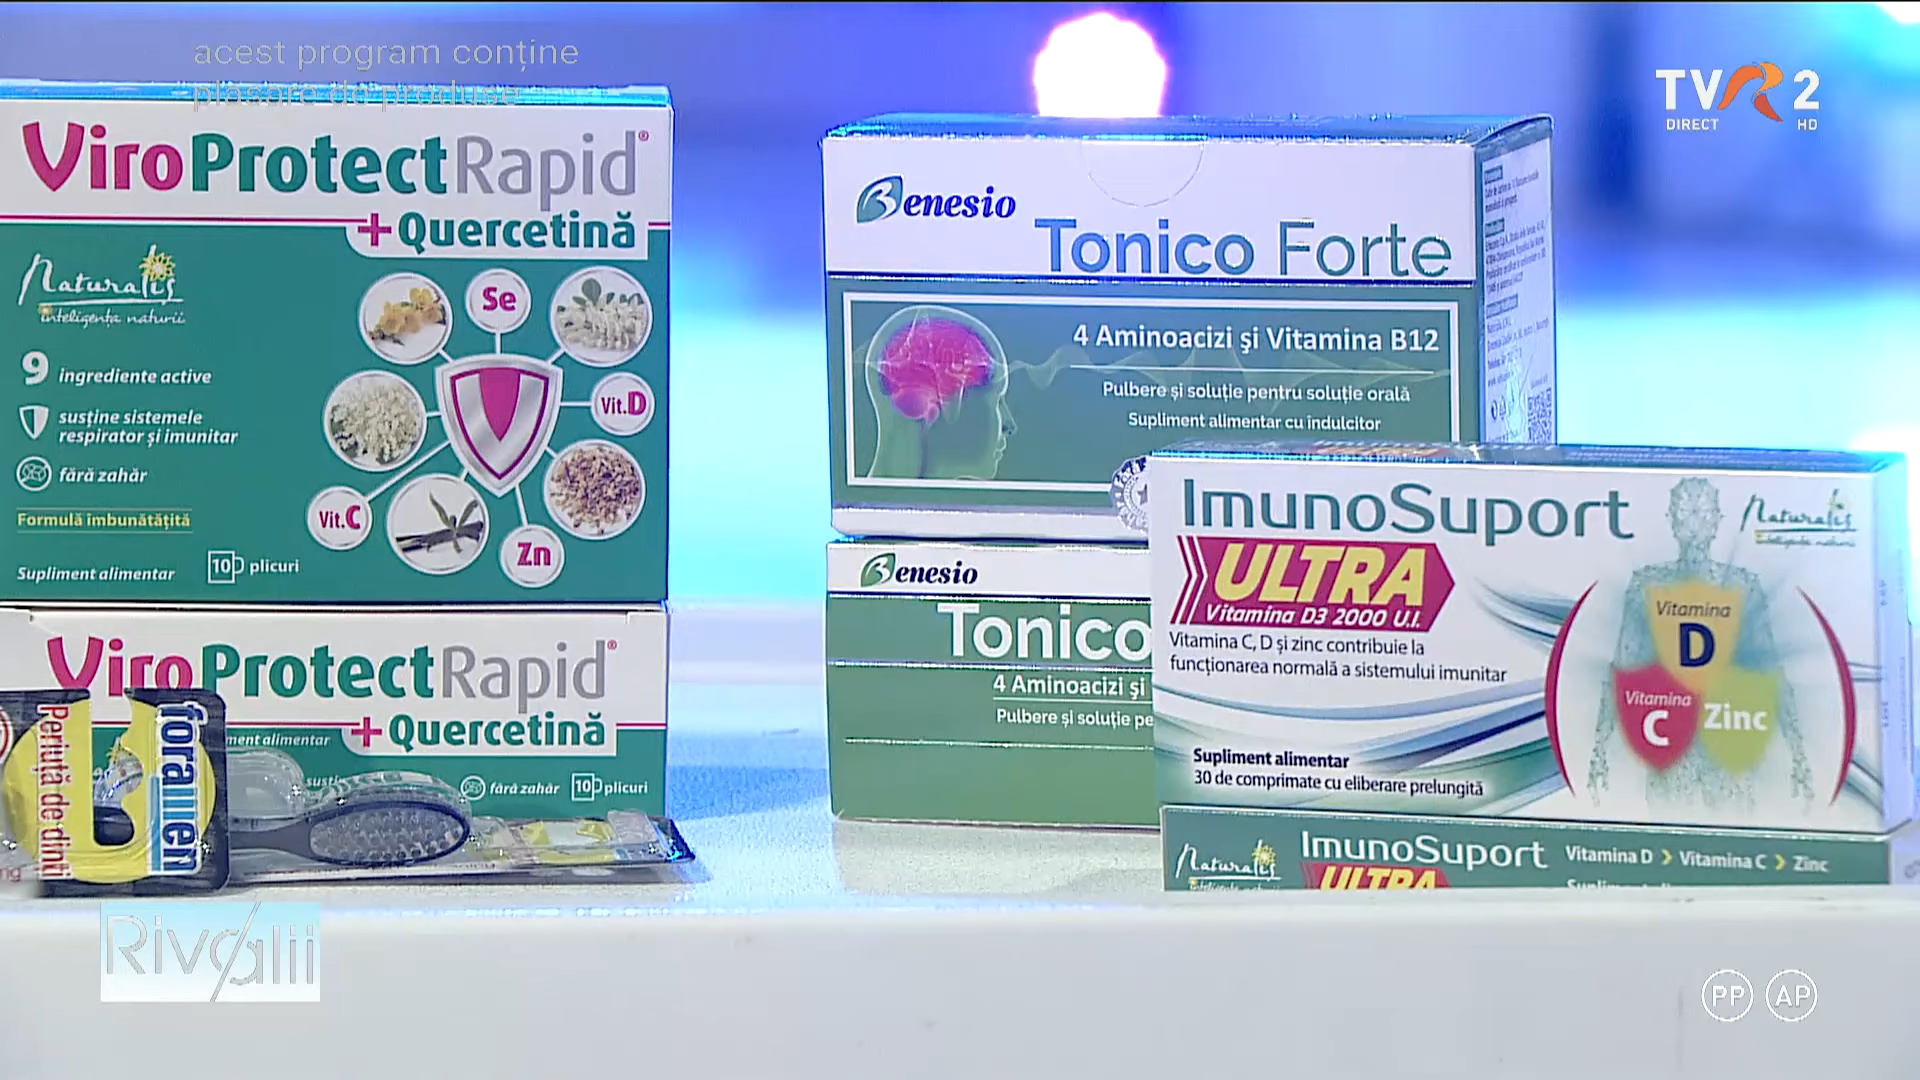 acest program conține
plasare de produse
TVR 2
DIRECT
HD
ViroProtectRapid®
+Quercetină
Naturalis
inteligența naturii
9 ingrediente active
susține sistemele
respirator și imunitar
fără zahăr
Formulă îmbunătățită
Supliment alimentar
10 plicuri
Se
Vit.D
Zn
Vit.C
Benesio
Tonico Forte
4 Aminoacizi și Vitamina B12
Pulbere și soluție pentru soluție orală
Supliment alimentar cu îndulcitor
ImunoSuport
Naturalis
inteligența naturii
ULTRA
Vitamina D3 2000 U.I.
Vitamina C, D și zinc contribuie la
funcționarea normală a sistemului imunitar
Vitamina
D
Vitamina
C
Zinc
Supliment alimentar
30 de comprimate cu eliberare prelungită
Benesio
Tonico
4 Aminoacizi și
Pulbere și soluție pe
ViroProtectRapid®
+Quercetină
ment alimentar
susți
fără zahăr
10 plicuri
foramen
Periuță de dinți
Naturalis
ImunoSuport
ULTRA
Vitamina D > Vitamina C > Zinc
Rivalii
PP
AP